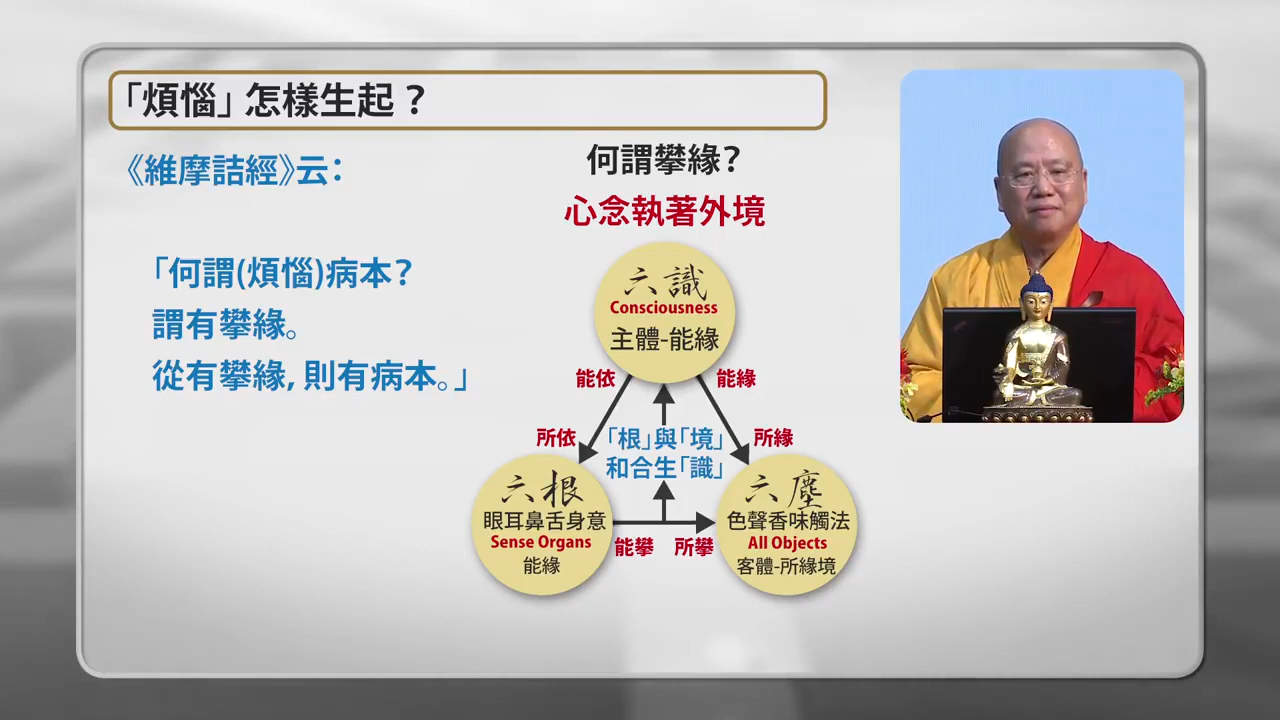 「煩惱」怎樣生起？
《維摩詰經》云：
「何謂(煩惱)病本？
謂有攀緣。
從有攀緣，則有病本。」
何謂攀緣？
心念執著外境
六識
Consciousness
主體-能緣
能依
能緣
所依
所緣
「根」與「境」
和合生「識」
六根
眼耳鼻舌身意
Sense Organs
能緣
能攀
所攀
六塵
色聲香味觸法
All Objects
客體-所緣境